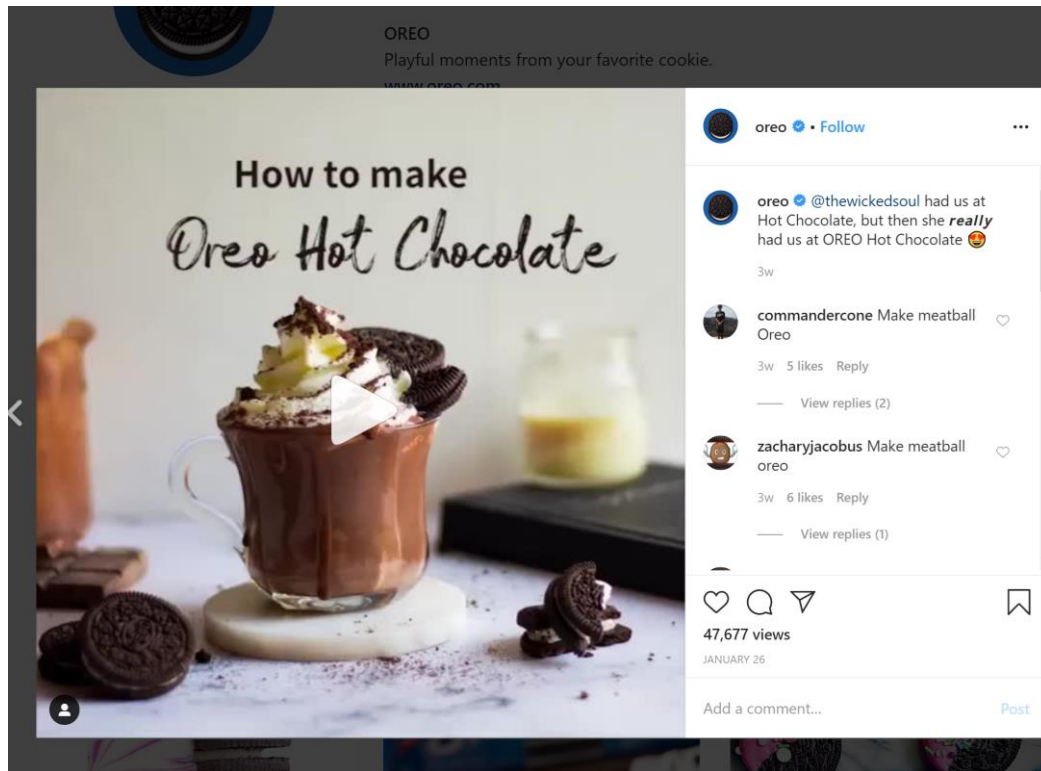 OREO
Playful moments from your favorite cookie.
www.oreo.com
How to make
Oreo Hot Chocolate
oreo • Follow
oreo @thewickedsoul had us at
Hot Chocolate, but then she really
had us at OREO Hot Chocolate 😍
3w
commandercone Make meatball
Oreo
3w 5 likes Reply
View replies (2)
zacharyjacobus Make meatball
oreo
3w 6 likes Reply
View replies (1)
47,677 views
JANUARY 26
Add a comment... Post